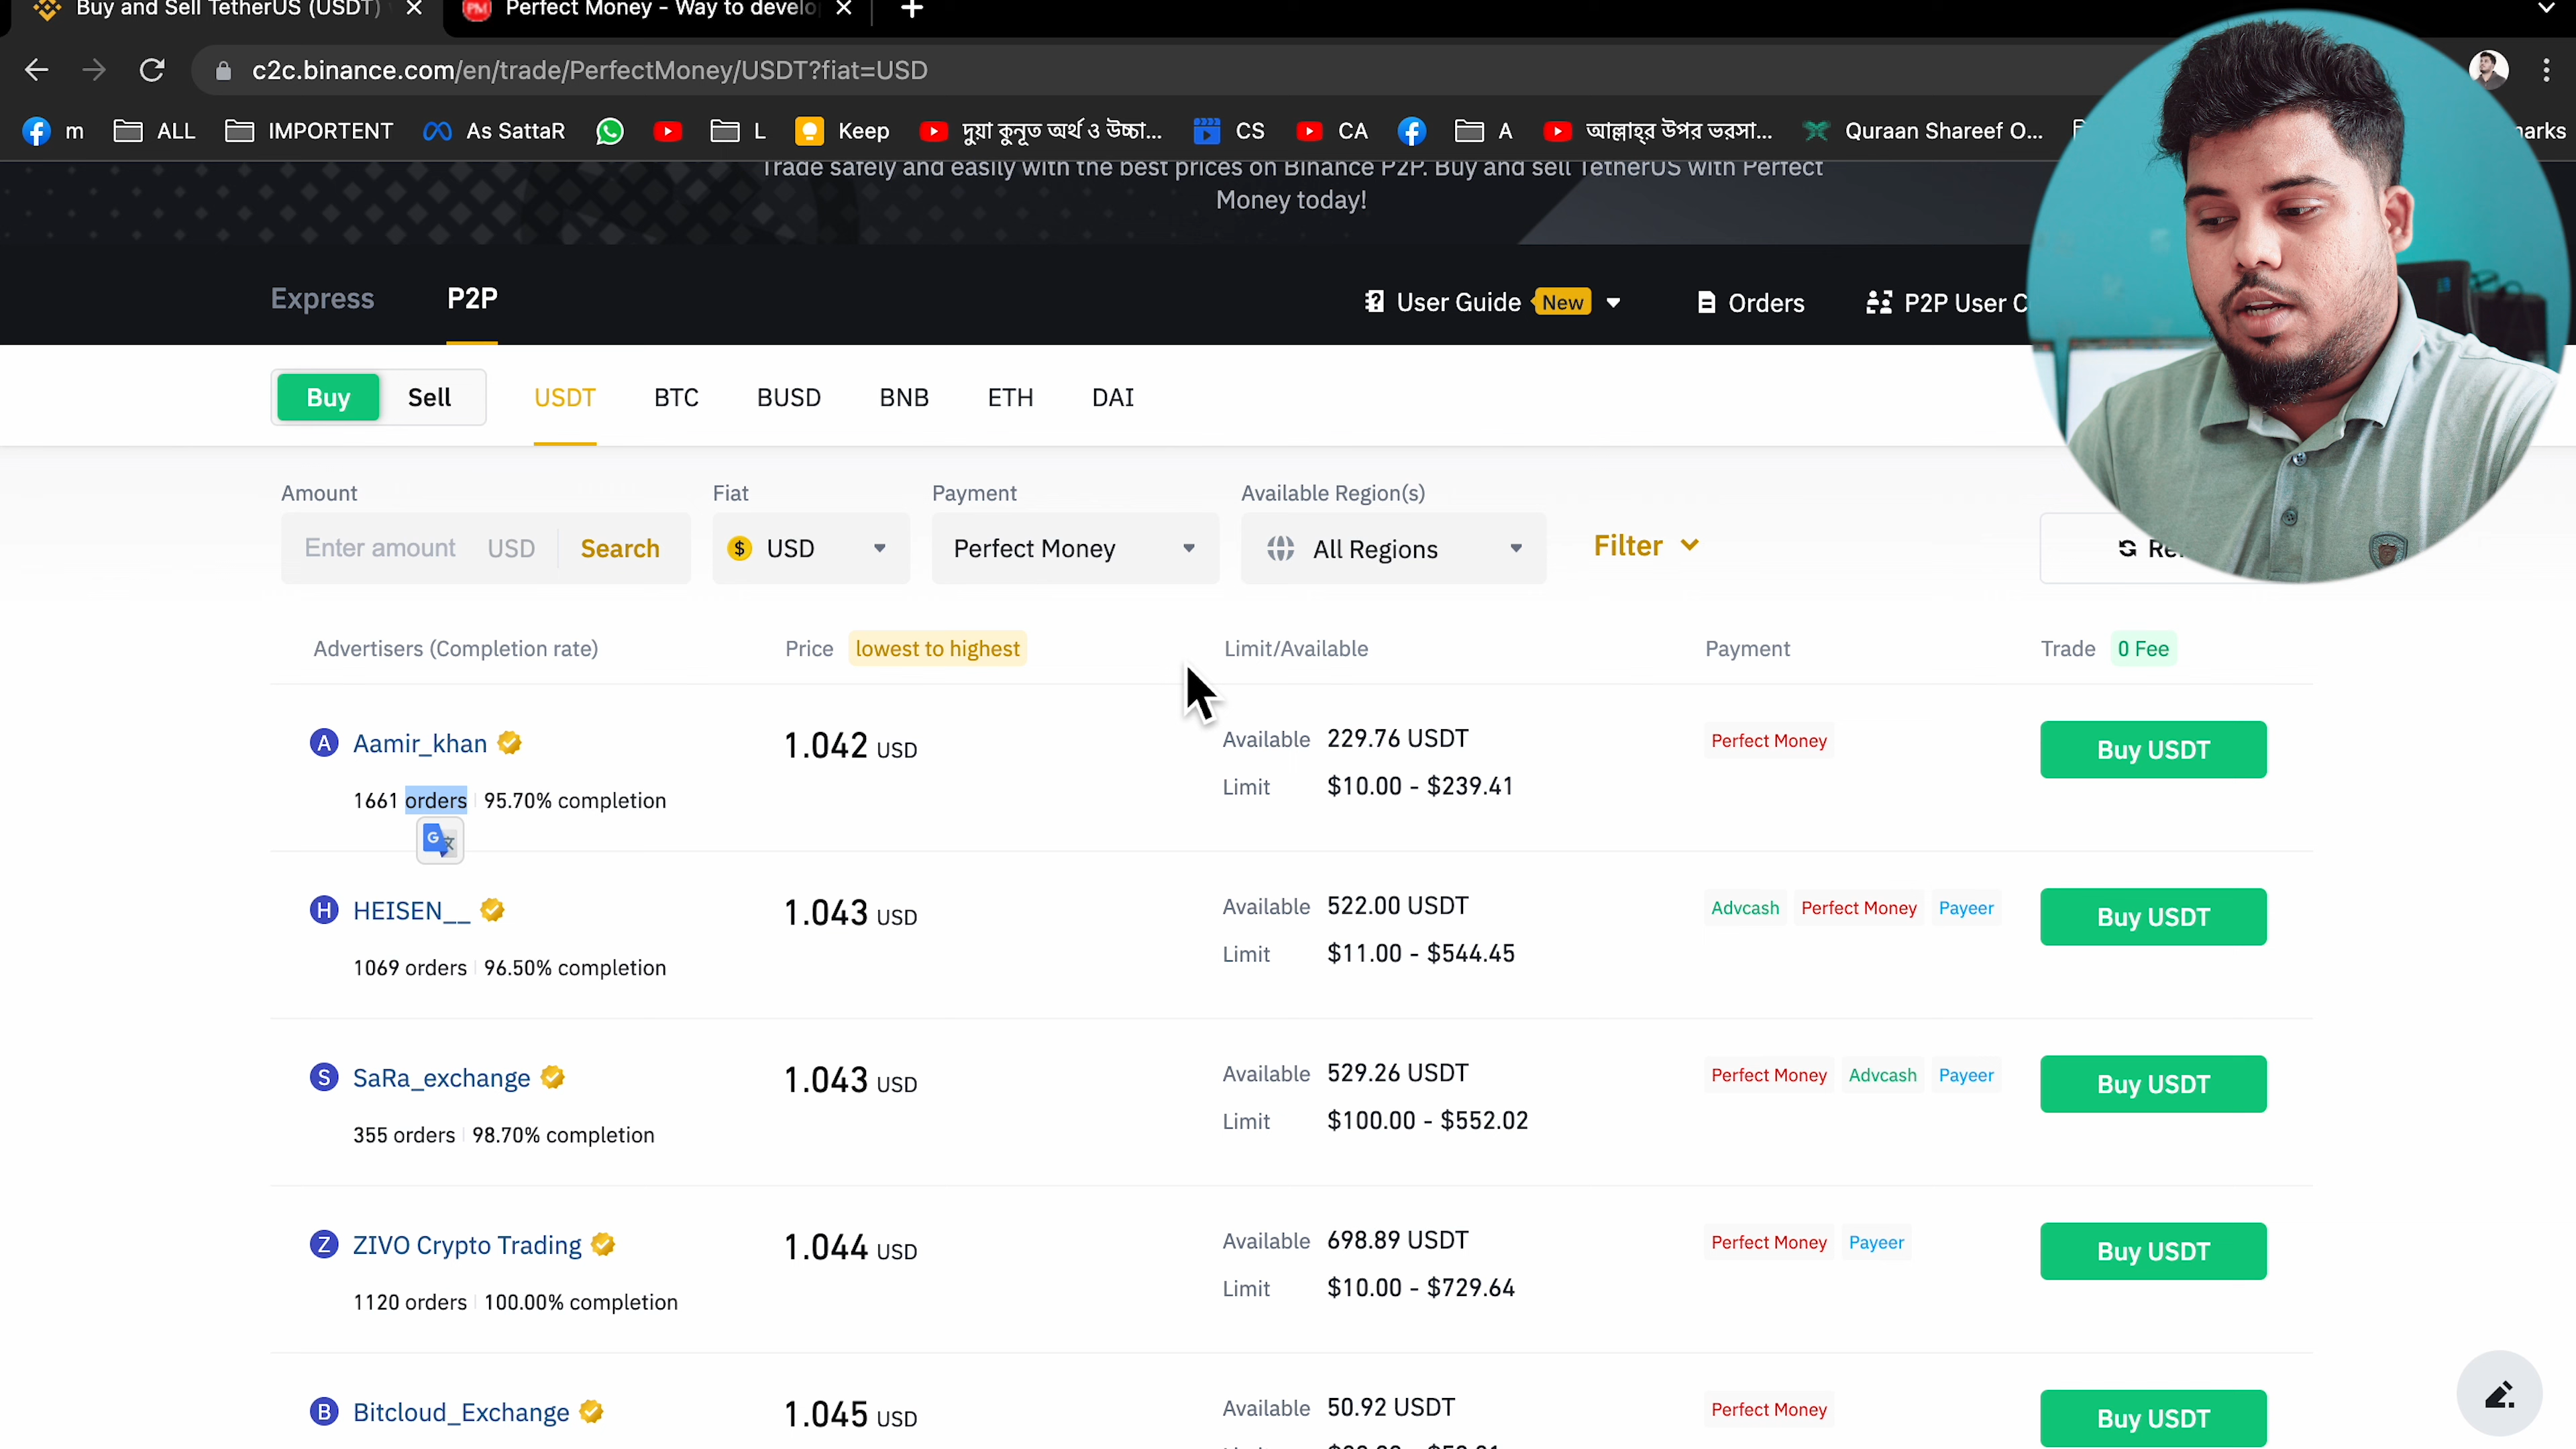 Buy and Sell TetherUS (USDT)
Perfect Money - Way to develo
c2c.binance.com/en/trade/PerfectMoney/USDT?fiat=USD
m ALL IMPORTENT As SattaR L Keep দুয়া কুনূত অর্থ ও উচ্চা... CS CA A আল্লাহ্‌র উপর ভরসা... Quraan Shareef O... arks
Trade safely and easily with the best prices on Binance P2P. Buy and sell TetherUS with Perfect
Money today!
Express P2P User Guide New Orders P2P User C
Buy Sell USDT BTC BUSD BNB ETH DAI
Amount Fiat Payment Available Region(s)
Enter amount USD Search $ USD Perfect Money All Regions Filter
Advertisers (Completion rate) Price lowest to highest Limit/Available Payment Trade 0 Fee
A Aamir_khan 1.042 USD Available 229.76 USDT Perfect Money Buy USDT
Limit $10.00 - $239.41
1661 orders 95.70% completion
H HEISEN__ 1.043 USD Available 522.00 USDT Advcash Perfect Money Payeer Buy USDT
Limit $11.00 - $544.45
1069 orders 96.50% completion
S SaRa_exchange 1.043 USD Available 529.26 USDT Perfect Money Advcash Payeer Buy USDT
Limit $100.00 - $552.02
355 orders 98.70% completion
Z ZIVO Crypto Trading 1.044 USD Available 698.89 USDT Perfect Money Payeer Buy USDT
Limit $10.00 - $729.64
1120 orders 100.00% completion
B Bitcloud_Exchange 1.045 USD Available 50.92 USDT Perfect Money Buy USDT